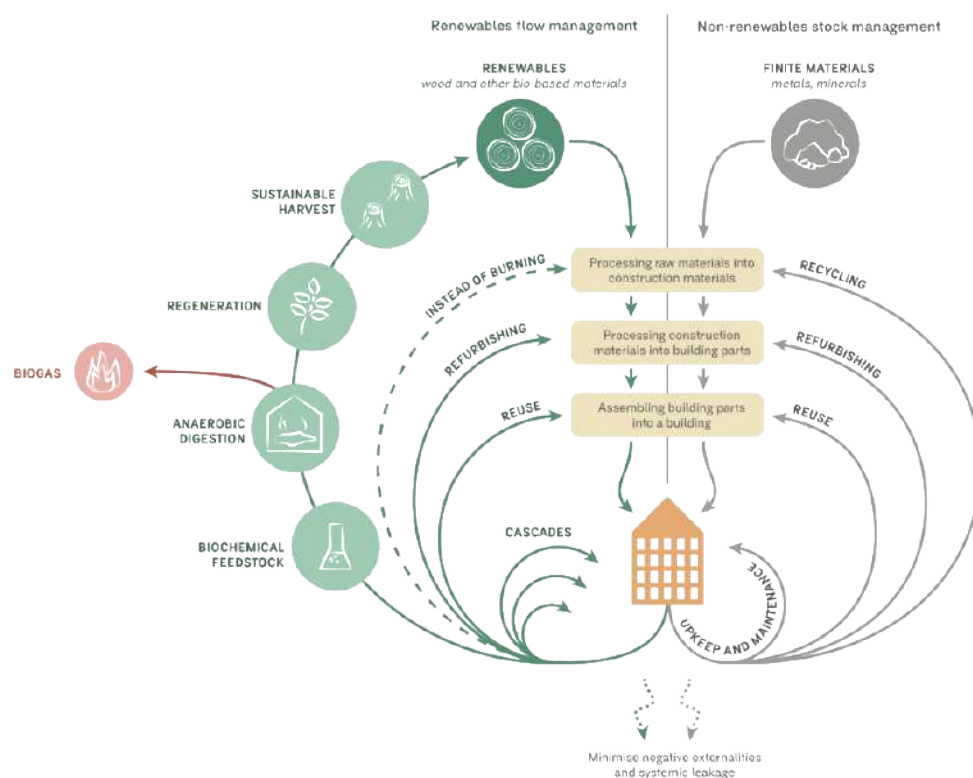 Renewables flow management
Non-renewables stock management
RENEWABLES
wood and other bio-based materials
FINITE MATERIALS
metals, minerals
SUSTAINABLE
HARVEST
REGENERATION
BIOGAS
ANAEROBIC
DIGESTION
BIOCHEMICAL
FEEDSTOCK
INSTEAD OF BURNING
REFURBISHING
REUSE
CASCADES
Processing raw materials into
construction materials
Processing construction
materials into building parts
Assembling building parts
into a building
RECYCLING
REFURBISHING
REUSE
UPKEEP AND MAINTENANCE
Minimise negative externalities
and systemic leakage